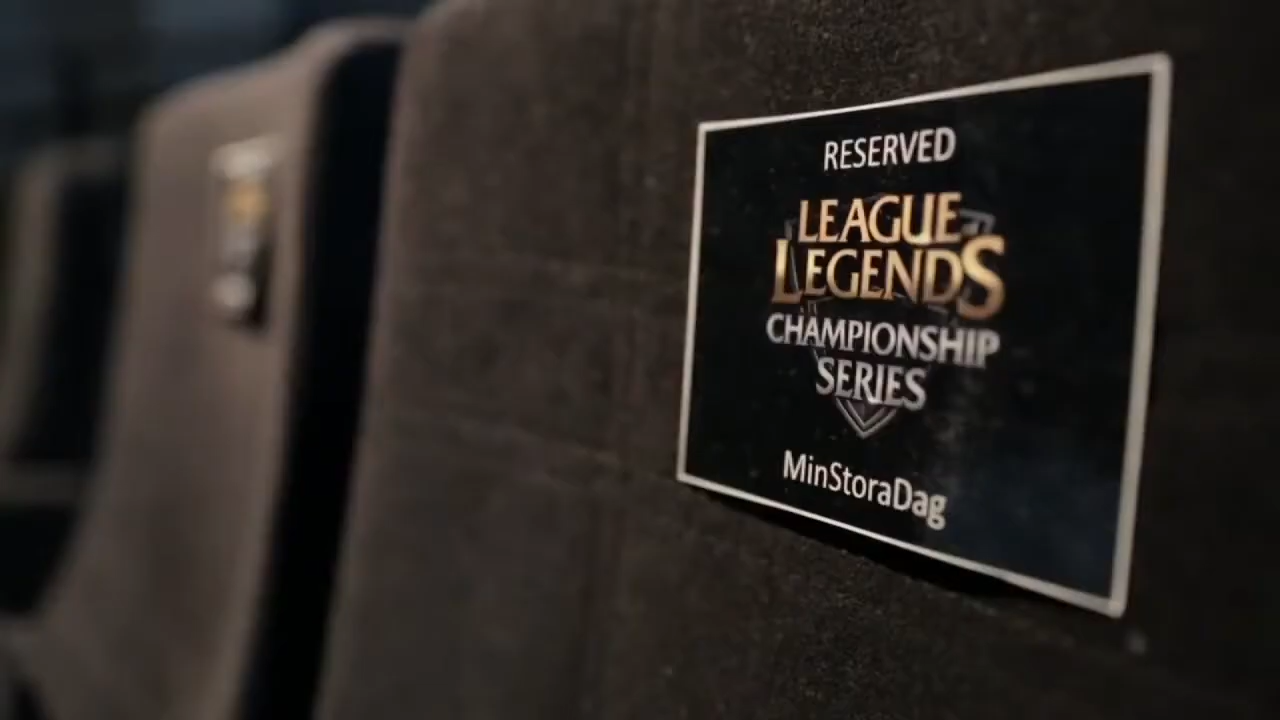 RESERVED
LEAGUE
LEGENDS
CHAMPIONSHIP
SERIES
MinStoraDag